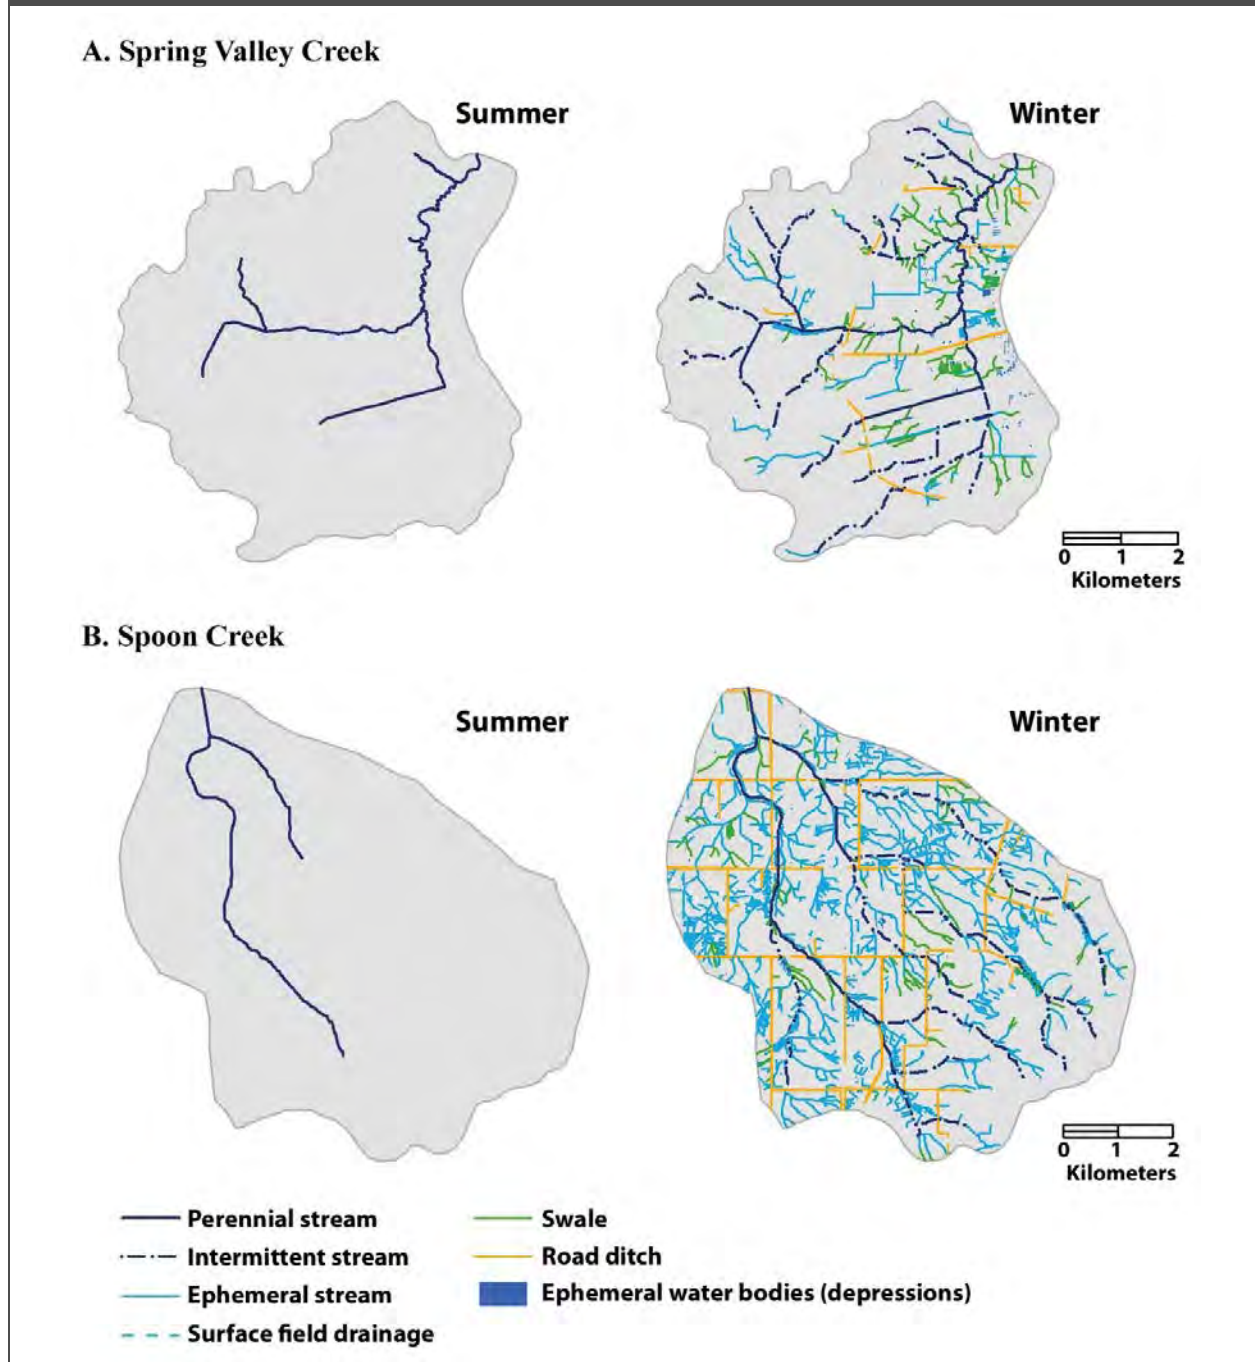 A. Spring Valley Creek
Summer
Winter
0 1 2
Kilometers
B. Spoon Creek
Summer
Winter
0 1 2
Kilometers
Perennial stream
Intermittent stream
Ephemeral stream
Surface field drainage
Swale
Road ditch
Ephemeral water bodies (depressions)